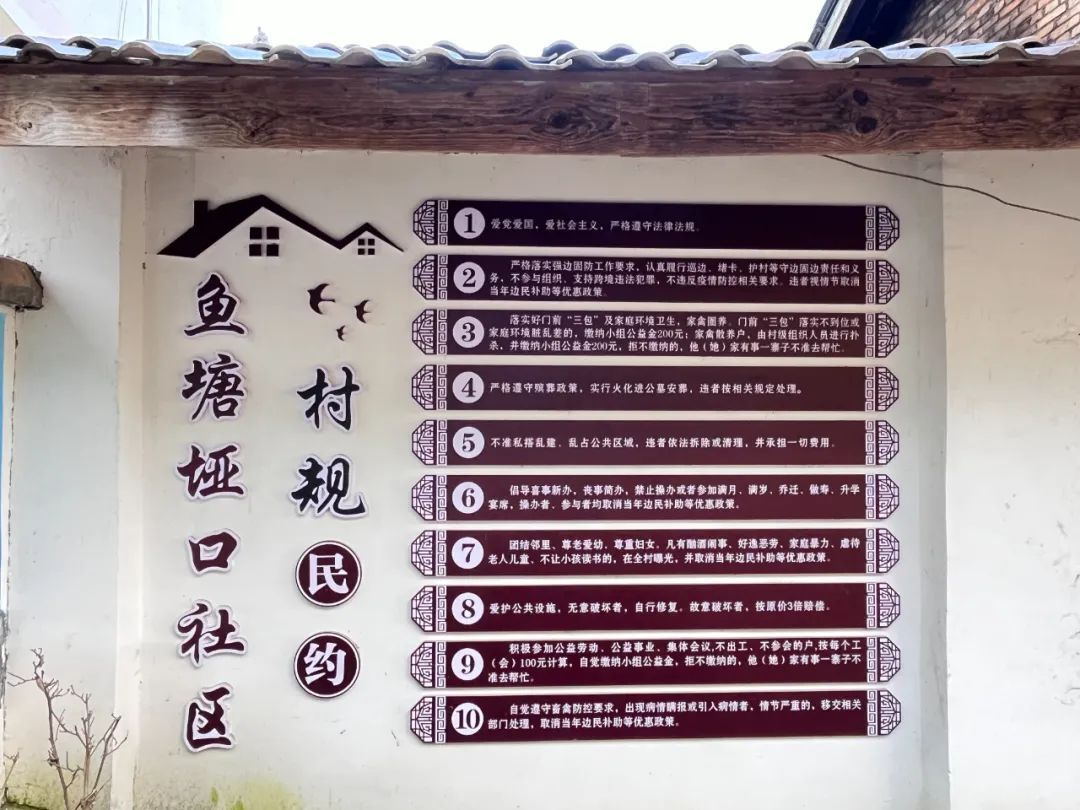 鱼塘垭口社区
村规民约
1 爱党爱国，爱社会主义，严格遵守法律法规。
2 严格落实强边固防工作要求，认真履行巡边、堵卡、护村等守边固边责任和义
务，不参与组织、支持跨境违法犯罪，不违反疫情防控相关要求。违者视情节取消
当年边民补助等优惠政策。
3 落实好门前“三包”及家庭环境卫生，家禽圈养。门前“三包”落实不到位或
家庭环境脏乱差的，缴纳小组公益金200元；家禽散养户，由村级组织人员进行扑
杀，并缴纳小组公益金200元，拒不缴纳的，他（她）家有事一寨子不准去帮忙。
4 严格遵守殡葬政策，实行火化进公墓安葬，违者按相关规定处理。
5 不准私搭乱建、乱占公共区域，违者依法拆除或清理，并承担一切费用。
6 倡导喜事新办，丧事简办，禁止操办或者参加满月、满岁、乔迁、做寿、升学
宴席，操办者、参与者均取消当年边民补助等优惠政策。
7 团结邻里、尊老爱幼，尊重妇女。凡有酗酒闹事、好逸恶劳、家庭暴力、虐待
老人儿童、不让小孩读书的，在全村曝光，并取消当年边民补助等优惠政策。
8 爱护公共设施，无意破坏者，自行修复。故意破坏者，按原价3倍赔偿。
9 积极参加公益劳动、公益事业、集体会议,不出工、不参会的户,按每个工
（会）100元计算，自觉缴纳小组公益金，拒不缴纳的，他（她）家有事一寨子不
准去帮忙。
10 自觉遵守畜禽防控要求，出现病情瞒报或引入病情者，情节严重的，移交相关
部门处理，取消当年边民补助等优惠政策。